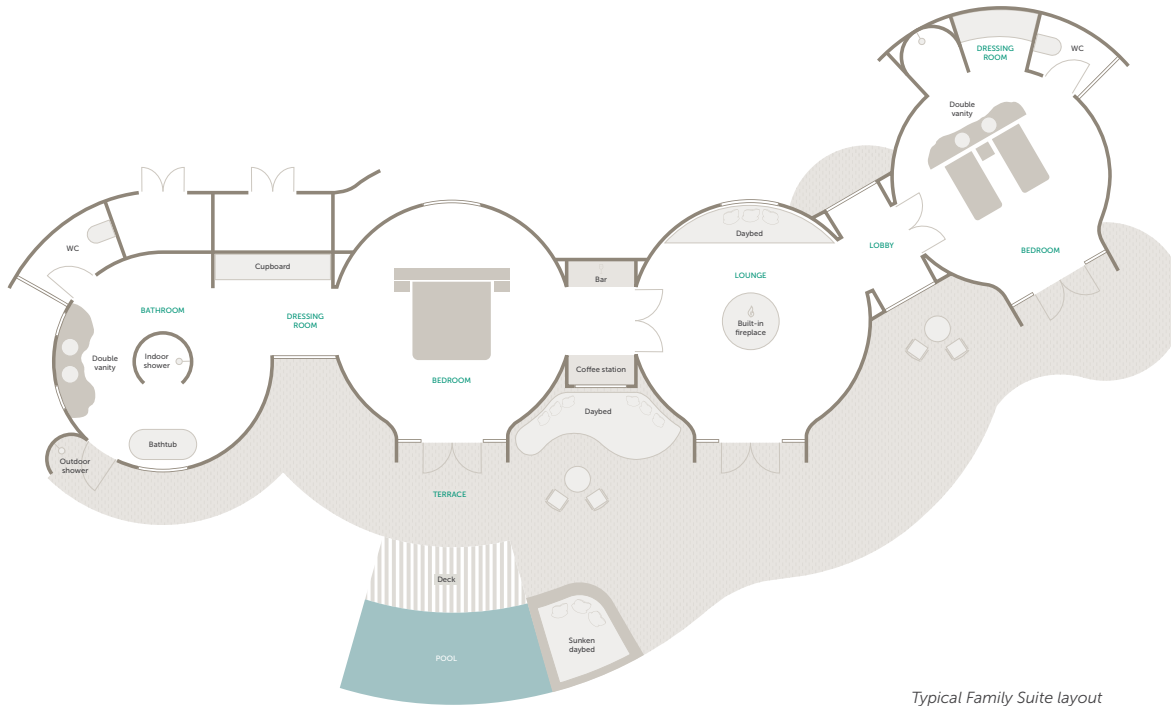 DRESSING
ROOM
WC
Double
vanity
Daybed
WC
LOBBY
BEDROOM
Cupboard
Bar
LOUNGE
BATHROOM
DRESSING
ROOM
Built-in
fireplace
Double
vanity
Indoor
shower
Coffee station
BEDROOM
Daybed
Bathtub
Outdoor
shower
TERRACE
Deck
Sunken
daybed
POOL
Typical Family Suite layout